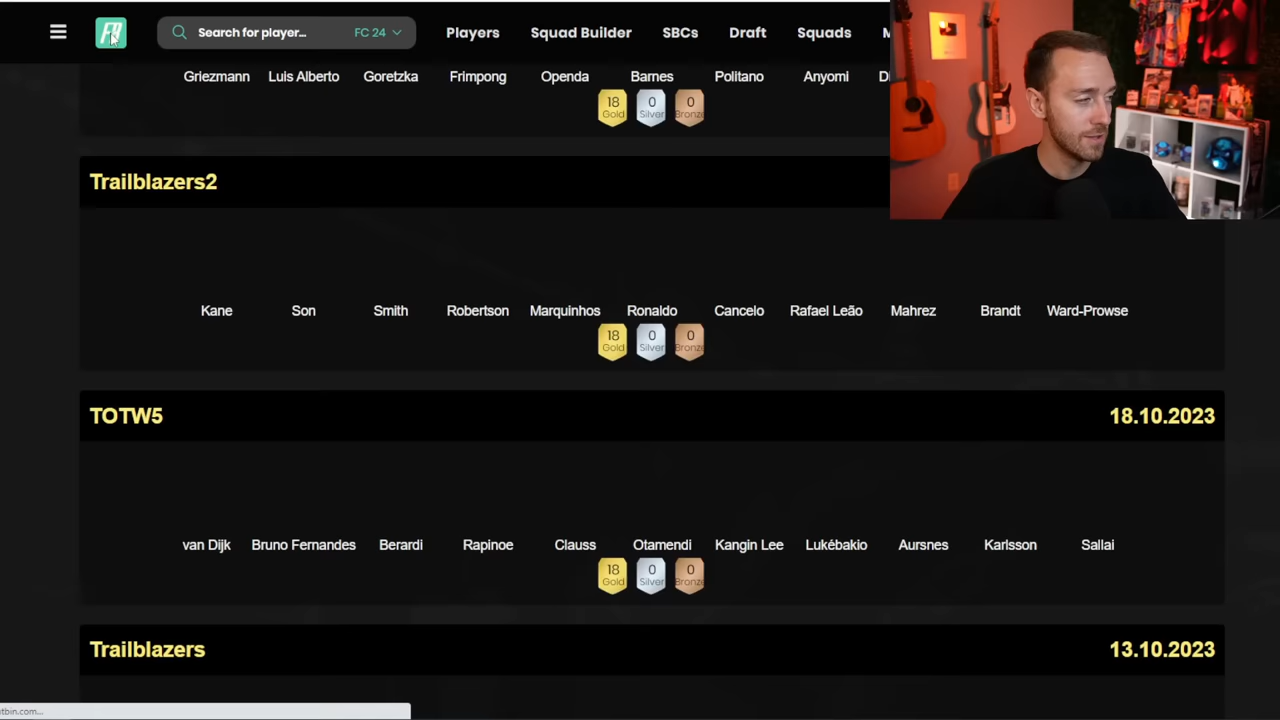 FB Search for player... FC 24 Players Squad Builder SBCs Draft Squads M
Griezmann Luis Alberto Goretzka Frimpong Openda Barnes Politano Anyomi D
18 0 0
Gold Silver Bronze
Trailblazers2
Kane Son Smith Robertson Marquinhos Ronaldo Cancelo Rafael Leão Mahrez Brandt Ward-Prowse
18 0 0
Gold Silver Bronze
TOTW5 18.10.2023
van Dijk Bruno Fernandes Berardi Rapinoe Clauss Otamendi Kangin Lee Lukébakio Aursnes Karlsson Sallai
18 0 0
Gold Silver Bronze
Trailblazers 13.10.2023
tbin.com...